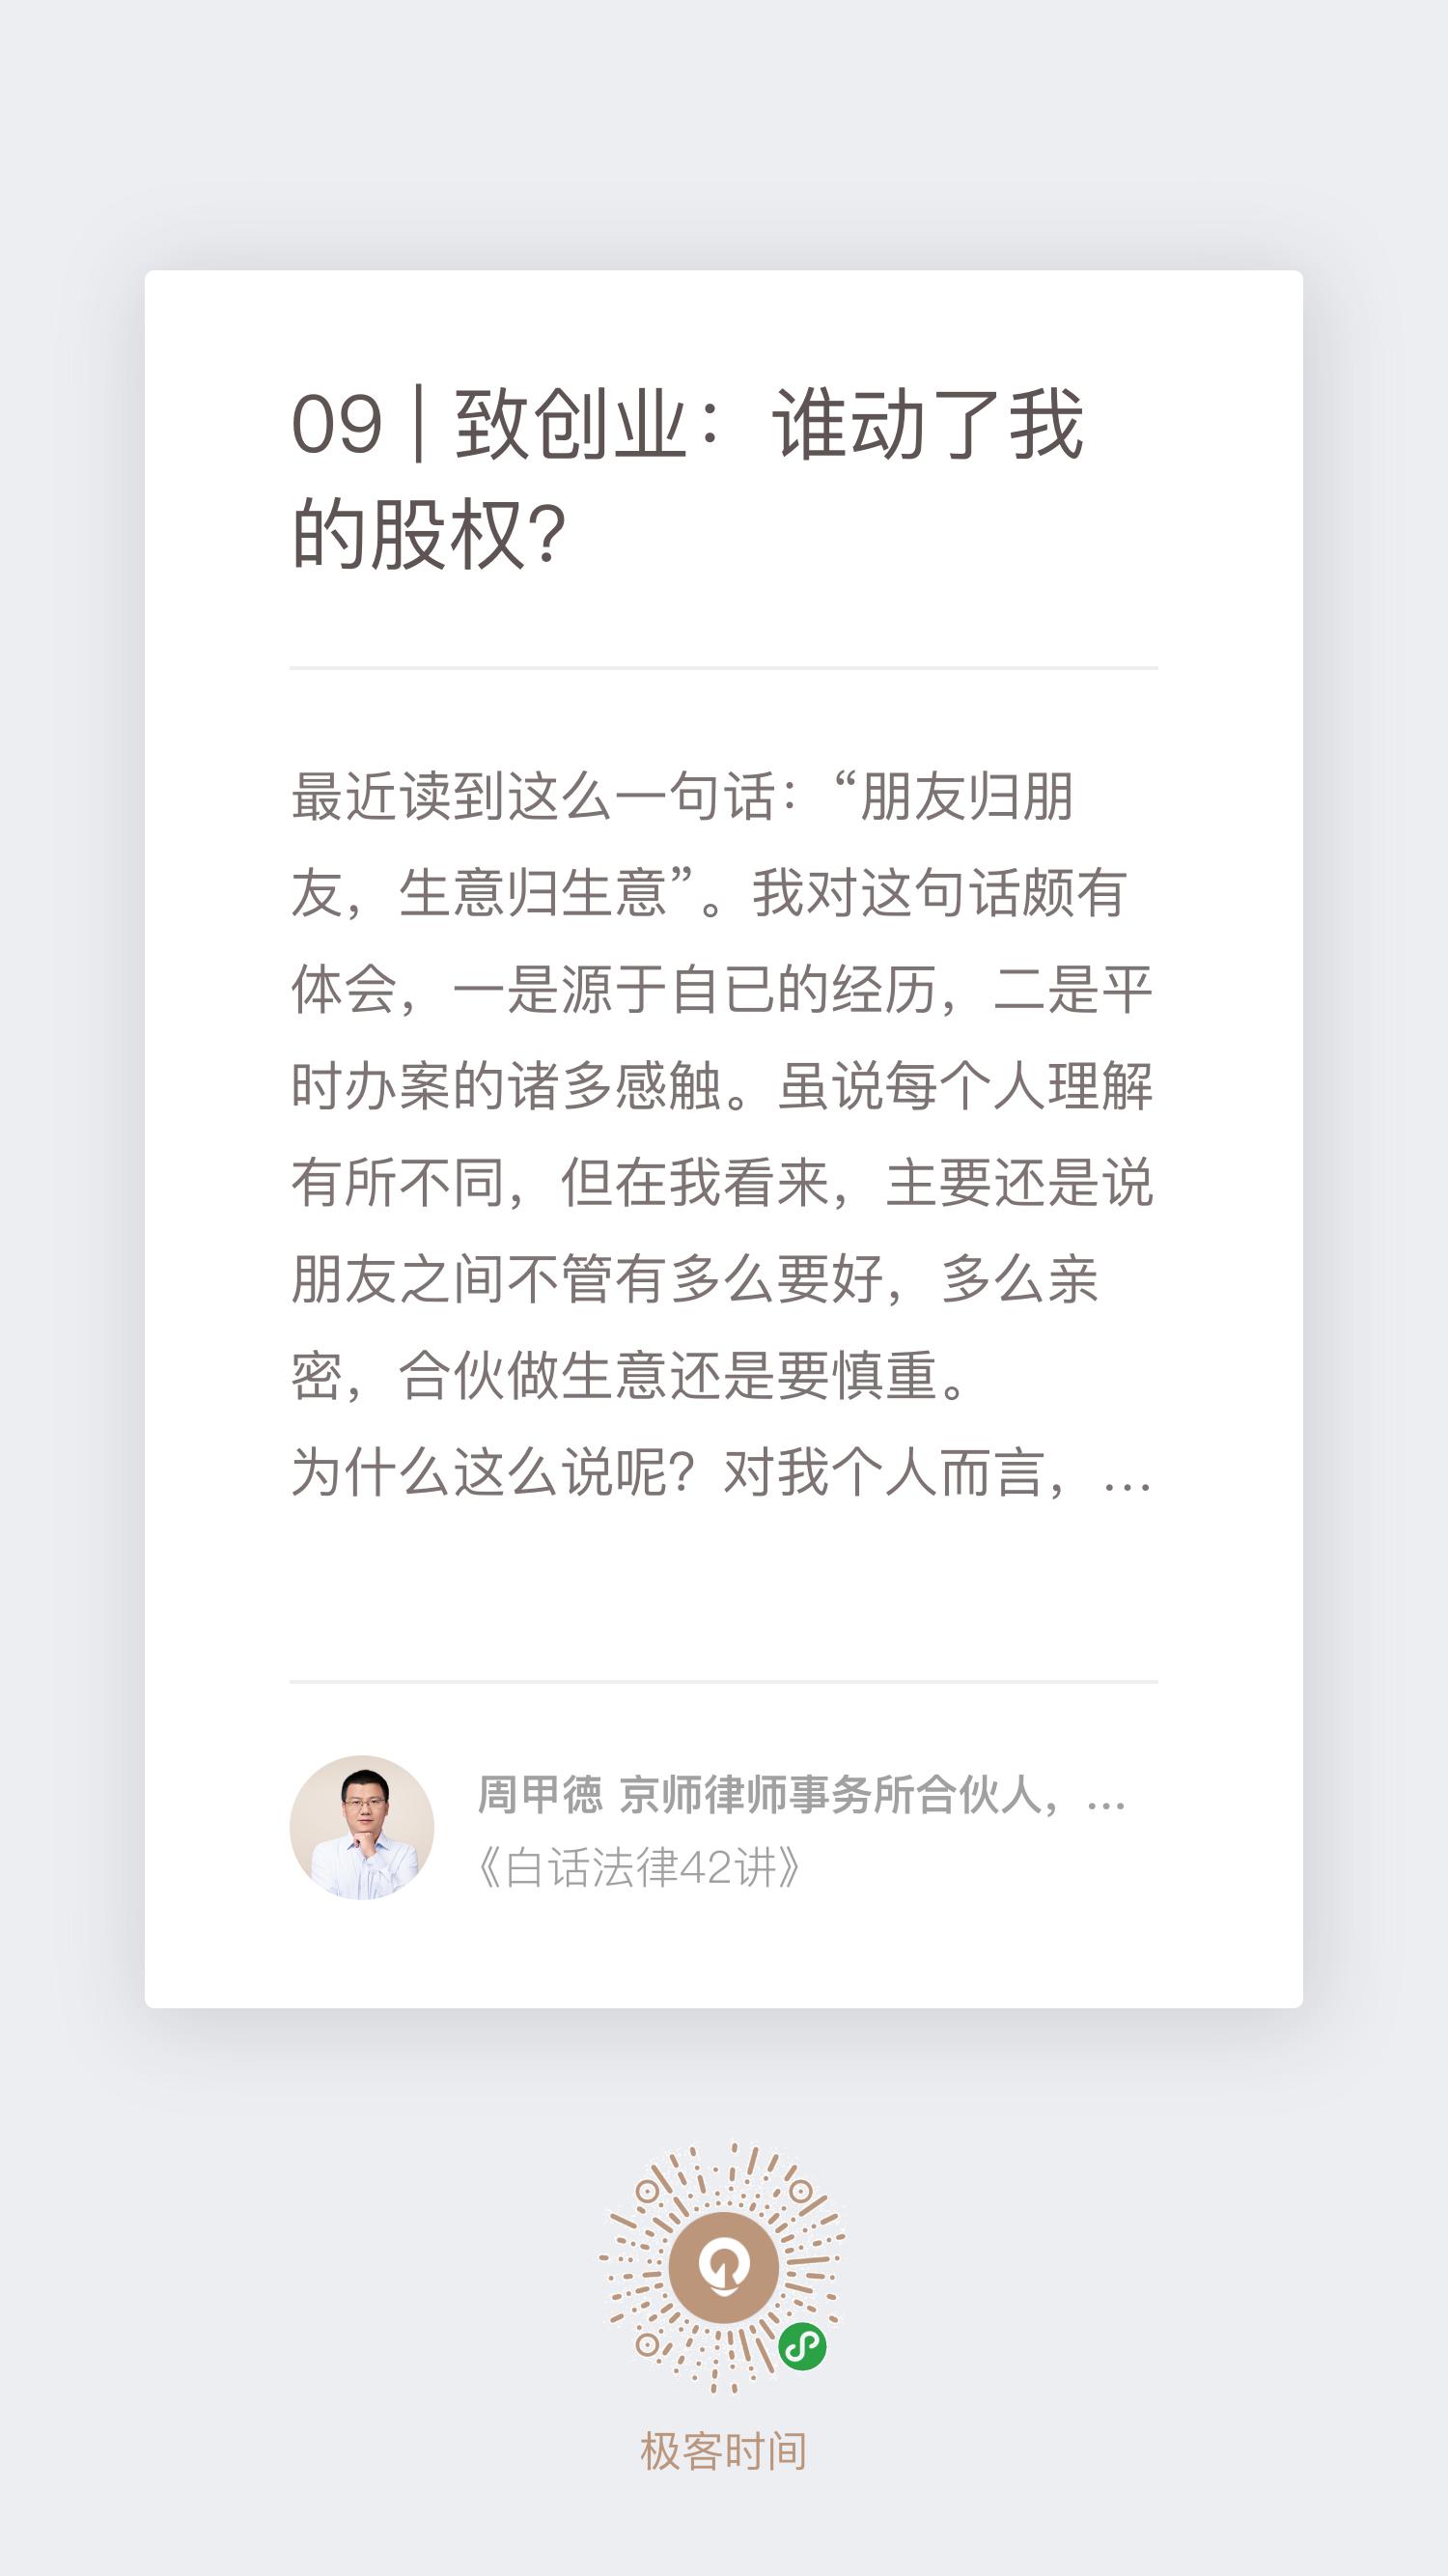 09 | 致创业：谁动了我
的股权?
最近读到这么一句话：“朋友归朋
友，生意归生意”。我对这句话颇有
体会，一是源于自已的经历，二是平
时办案的诸多感触。虽说每个人理解
有所不同，但在我看来，主要还是说
朋友之间不管有多么要好，多么亲
密，合伙做生意还是要慎重。
为什么这么说呢？对我个人而言，…
周甲徳 京师律师事务所合伙人，…
《白话法律42讲》
极客时间